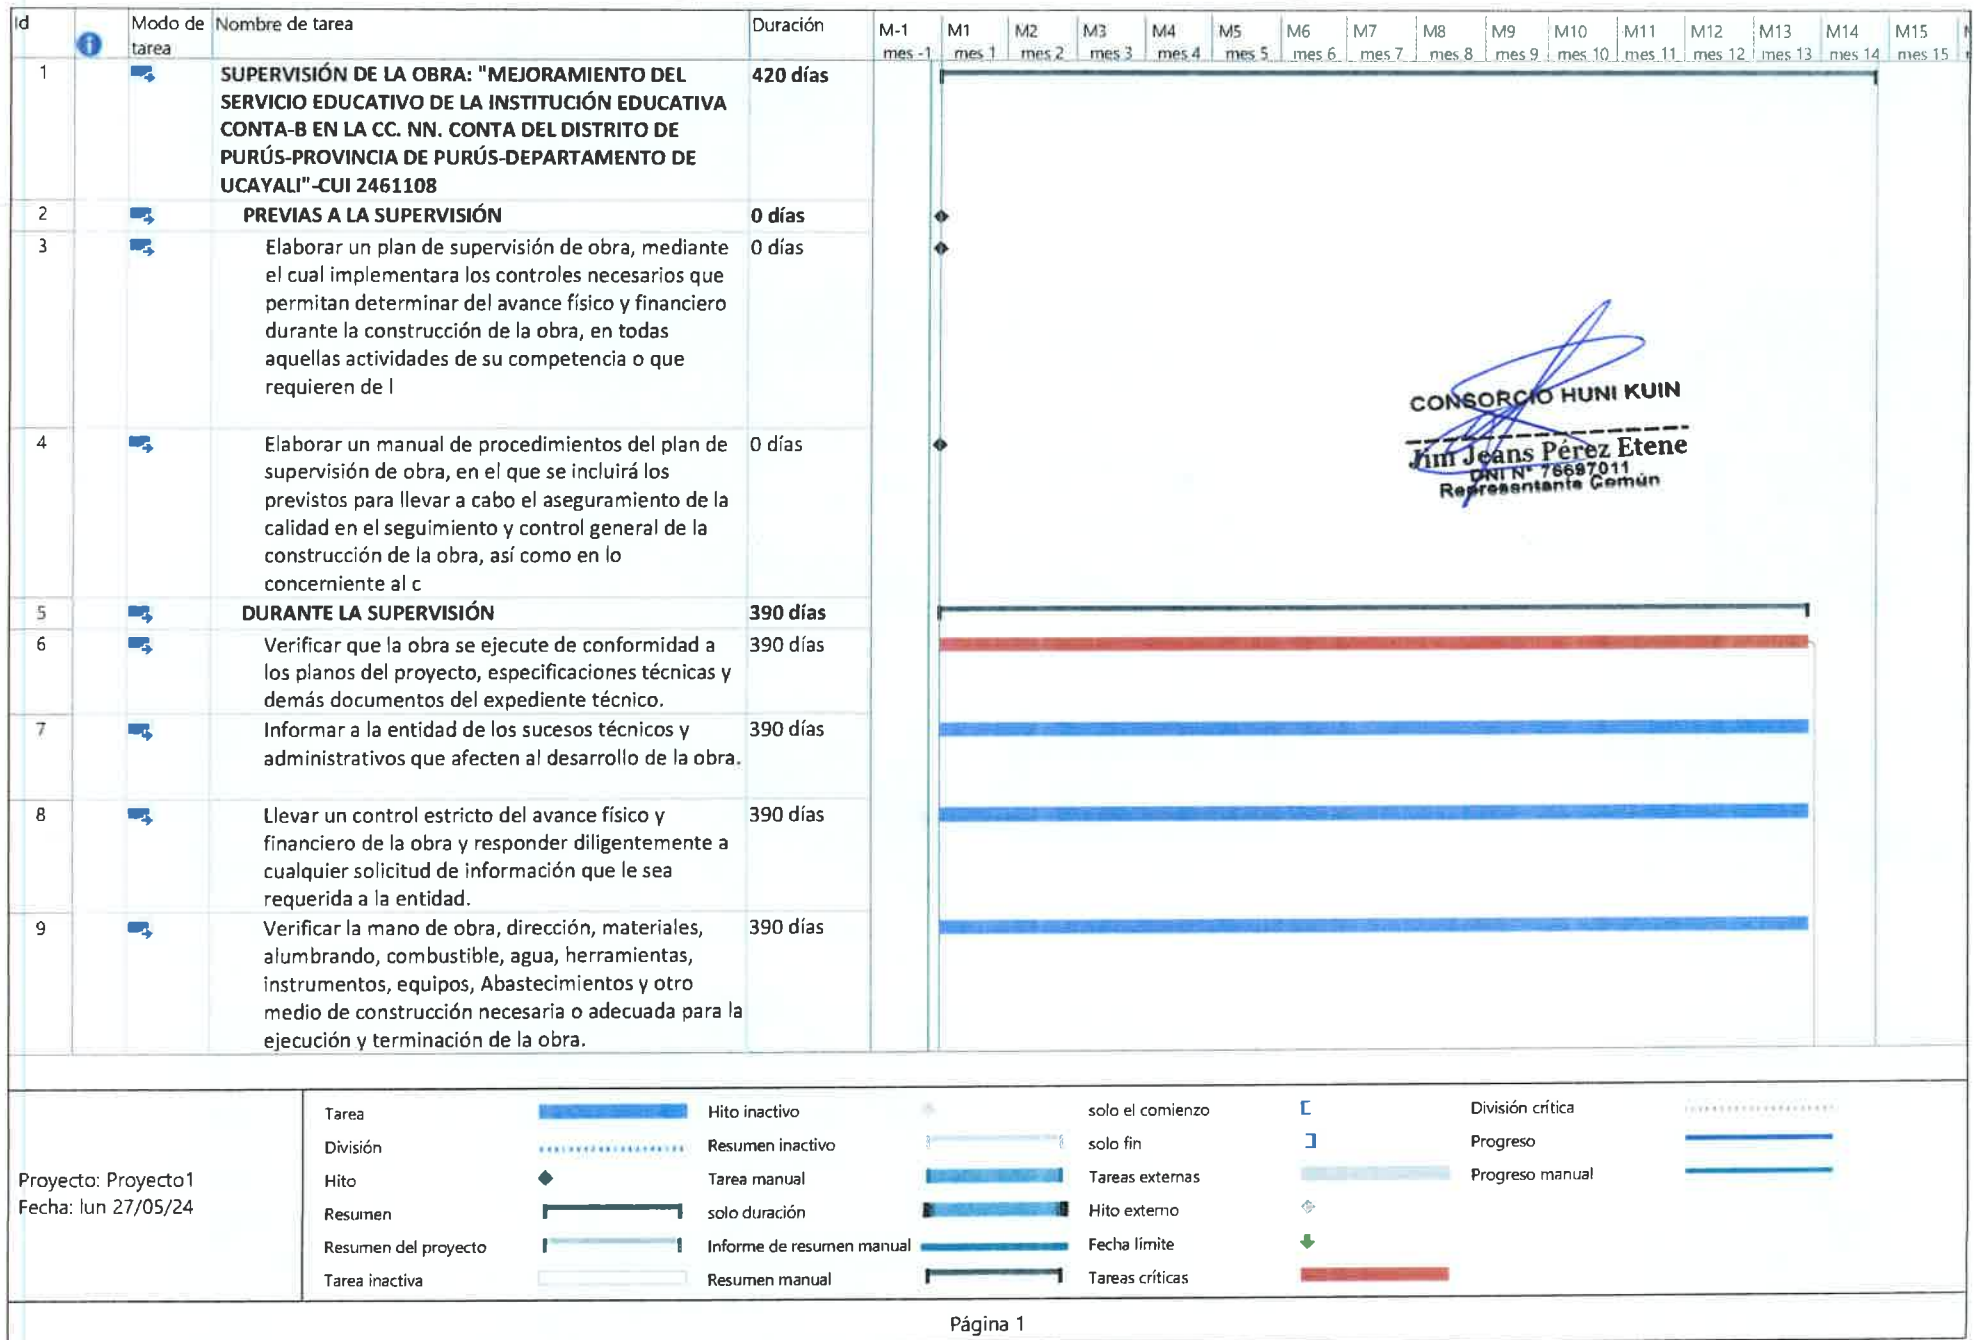 Id
Modo de tarea
Nombre de tarea
Duración
M-1
mes -1
M1
mes 1
M2
mes 2
M3
mes 3
M4
mes 4
M5
mes 5
M6
mes 6
M7
mes 7
M8
mes 8
M9
mes 9
M10
mes 10
M11
mes 11
M12
mes 12
M13
mes 13
M14
mes 14
M15
mes 15
1
SUPERVISIÓN DE LA OBRA: "MEJORAMIENTO DEL
SERVICIO EDUCATIVO DE LA INSTITUCIÓN EDUCATIVA
CONTA-B EN LA CC. NN. CONTA DEL DISTRITO DE
PURÚS-PROVINCIA DE PURÚS-DEPARTAMENTO DE
UCAYALI"-CUI 2461108
420 días
2
PREVIAS A LA SUPERVISIÓN
0 días
3
Elaborar un plan de supervisión de obra, mediante
el cual implementara los controles necesarios que
permitan determinar del avance físico y financiero
durante la construcción de la obra, en todas
aquellas actividades de su competencia o que
requieren de l
0 días
CONSORCIO HUNI KUIN
Jim Jeans Pérez Etene
DNI N° 76697011
Representante Común
4
Elaborar un manual de procedimientos del plan de
supervisión de obra, en el que se incluirá los
previstos para llevar a cabo el aseguramiento de la
calidad en el seguimiento y control general de la
construcción de la obra, así como en lo
concerniente al c
0 días
5
DURANTE LA SUPERVISIÓN
390 días
6
Verificar que la obra se ejecute de conformidad a
los planos del proyecto, especificaciones técnicas y
demás documentos del expediente técnico.
390 días
7
Informar a la entidad de los sucesos técnicos y
administrativos que afecten al desarrollo de la obra.
390 días
8
Llevar un control estricto del avance físico y
financiero de la obra y responder diligentemente a
cualquier solicitud de información que le sea
requerida a la entidad.
390 días
9
Verificar la mano de obra, dirección, materiales,
alumbrando, combustible, agua, herramientas,
instrumentos, equipos, Abastecimientos y otro
medio de construcción necesaria o adecuada para la
ejecución y terminación de la obra.
390 días
Proyecto: Proyecto1
Fecha: lun 27/05/24
Tarea
División
Hito
Resumen
Resumen del proyecto
Tarea inactiva
Hito inactivo
Resumen inactivo
Tarea manual
solo duración
Informe de resumen manual
Resumen manual
solo el comienzo
solo fin
Tareas externas
Hito externo
Fecha límite
Tareas críticas
División crítica
Progreso
Progreso manual
Página 1